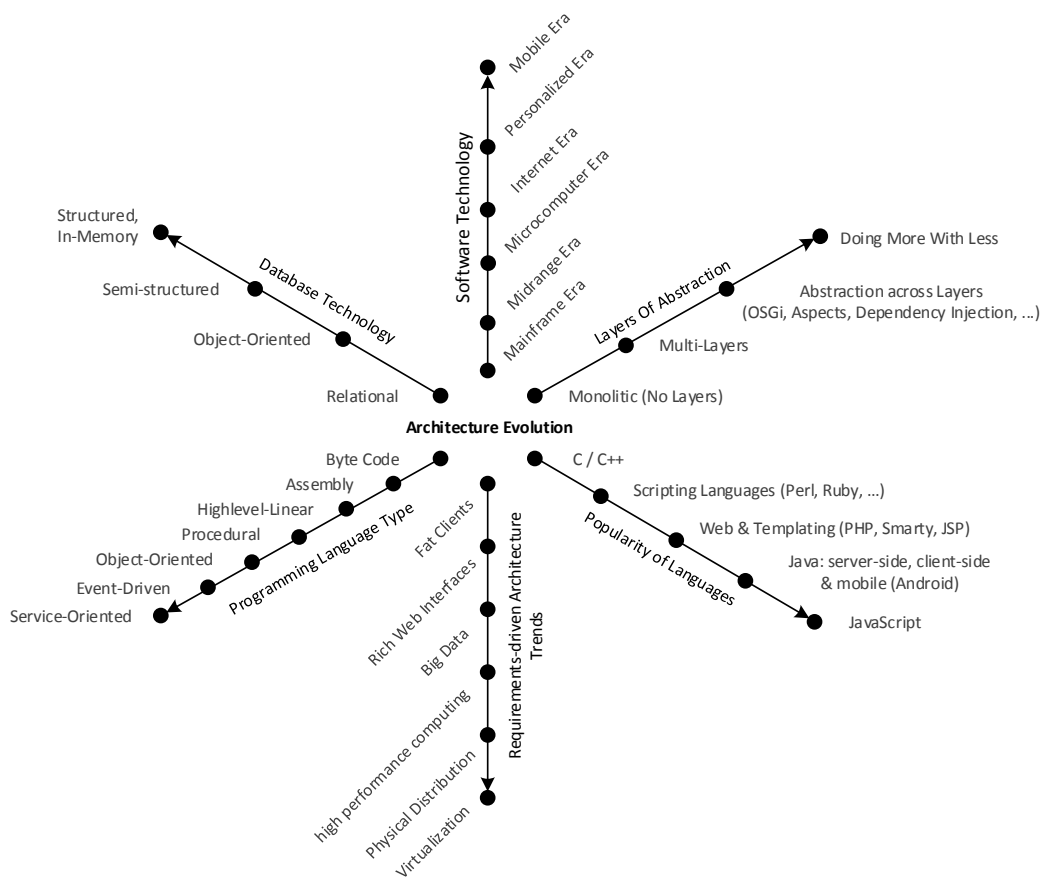 Mobile Era
Personalized Era
Internet Era
Microcomputer Era
Midrange Era
Mainframe Era
Software Technology
Structured,
In-Memory
Semi-structured
Object-Oriented
Relational
Database Technology
Doing More With Less
Abstraction across Layers
(OSGi, Aspects, Dependency Injection, ...)
Multi-Layers
Monolitic (No Layers)
Layers Of Abstraction
Architecture Evolution
Byte Code
Assembly
Highlevel-Linear
Procedural
Object-Oriented
Event-Driven
Service-Oriented
Programming Language Type
Fat Clients
Rich Web Interfaces
Big Data
high performance computing
Physical Distribution
Virtualization
Requirements-driven Architecture
Trends
C / C++
Scripting Languages (Perl, Ruby, ...)
Web & Templating (PHP, Smarty, JSP)
Java: server-side, client-side
& mobile (Android)
JavaScript
Popularity of Languages